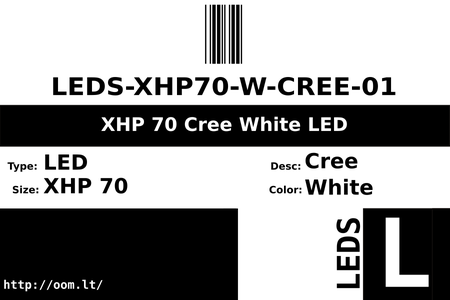 LEDS-XHP70-W-CREE-01
XHP 70 Cree White LED
Type: LED
Desc: Cree
Size: XHP 70
Color: White
http://oom.lt/
LEDS
L